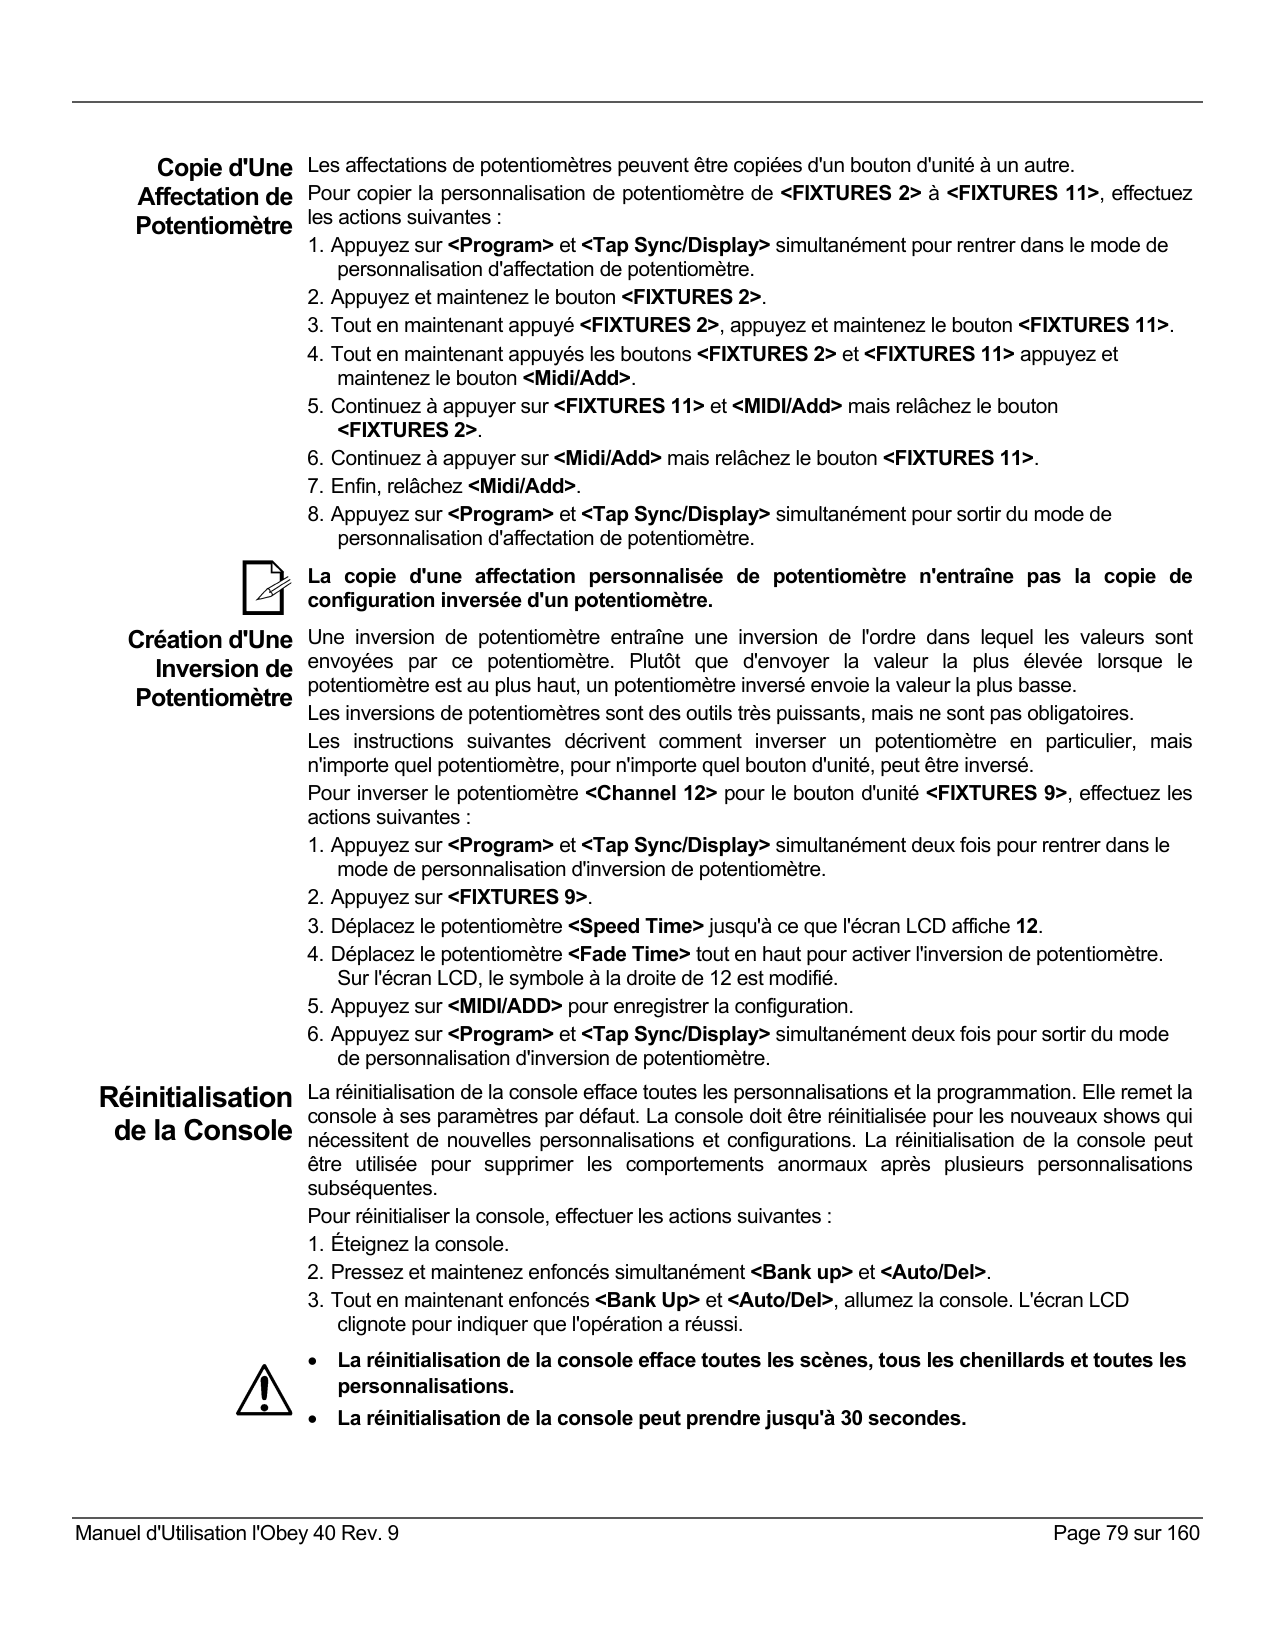 Copie d'Une
Affectation de
Potentiomètre
Les affectations de potentiomètres peuvent être copiées d'un bouton d'unité à un autre.
Pour copier la personnalisation de potentiomètre de <FIXTURES 2> à <FIXTURES 11>, effectuez
les actions suivantes :
1. Appuyez sur <Program> et <Tap Sync/Display> simultanément pour rentrer dans le mode de
personnalisation d'affectation de potentiomètre.
2. Appuyez et maintenez le bouton <FIXTURES 2>.
3. Tout en maintenant appuyé <FIXTURES 2>, appuyez et maintenez le bouton <FIXTURES 11>.
4. Tout en maintenant appuyés les boutons <FIXTURES 2> et <FIXTURES 11> appuyez et
maintenez le bouton <Midi/Add>.
5. Continuez à appuyer sur <FIXTURES 11> et <MIDI/Add> mais relâchez le bouton
<FIXTURES 2>.
6. Continuez à appuyer sur <Midi/Add> mais relâchez le bouton <FIXTURES 11>.
7. Enfin, relâchez <Midi/Add>.
8. Appuyez sur <Program> et <Tap Sync/Display> simultanément pour sortir du mode de
personnalisation d'affectation de potentiomètre.
La copie d'une affectation personnalisée de potentiomètre n'entraîne pas la copie de
configuration inversée d'un potentiomètre.
Création d'Une
Inversion de
Potentiomètre
Une inversion de potentiomètre entraîne une inversion de l'ordre dans lequel les valeurs sont
envoyées par ce potentiomètre. Plutôt que d'envoyer la valeur la plus élevée lorsque le
potentiomètre est au plus haut, un potentiomètre inversé envoie la valeur la plus basse.
Les inversions de potentiomètres sont des outils très puissants, mais ne sont pas obligatoires.
Les instructions suivantes décrivent comment inverser un potentiomètre en particulier, mais
n'importe quel potentiomètre, pour n'importe quel bouton d'unité, peut être inversé.
Pour inverser le potentiomètre <Channel 12> pour le bouton d'unité <FIXTURES 9>, effectuez les
actions suivantes :
1. Appuyez sur <Program> et <Tap Sync/Display> simultanément deux fois pour rentrer dans le
mode de personnalisation d'inversion de potentiomètre.
2. Appuyez sur <FIXTURES 9>.
3. Déplacez le potentiomètre <Speed Time> jusqu'à ce que l'écran LCD affiche 12.
4. Déplacez le potentiomètre <Fade Time> tout en haut pour activer l'inversion de potentiomètre.
Sur l'écran LCD, le symbole à la droite de 12 est modifié.
5. Appuyez sur <MIDI/ADD> pour enregistrer la configuration.
6. Appuyez sur <Program> et <Tap Sync/Display> simultanément deux fois pour sortir du mode
de personnalisation d'inversion de potentiomètre.
Réinitialisation
de la Console
La réinitialisation de la console efface toutes les personnalisations et la programmation. Elle remet la
console à ses paramètres par défaut. La console doit être réinitialisée pour les nouveaux shows qui
nécessitent de nouvelles personnalisations et configurations. La réinitialisation de la console peut
être utilisée pour supprimer les comportements anormaux après plusieurs personnalisations
subséquentes.
Pour réinitialiser la console, effectuer les actions suivantes :
1. Éteignez la console.
2. Pressez et maintenez enfoncés simultanément <Bank up> et <Auto/Del>.
3. Tout en maintenant enfoncés <Bank Up> et <Auto/Del>, allumez la console. L'écran LCD
clignote pour indiquer que l'opération a réussi.
• La réinitialisation de la console efface toutes les scènes, tous les chenillards et toutes les
personnalisations.
• La réinitialisation de la console peut prendre jusqu'à 30 secondes.
Manuel d'Utilisation l'Obey 40 Rev. 9
Page 79 sur 160